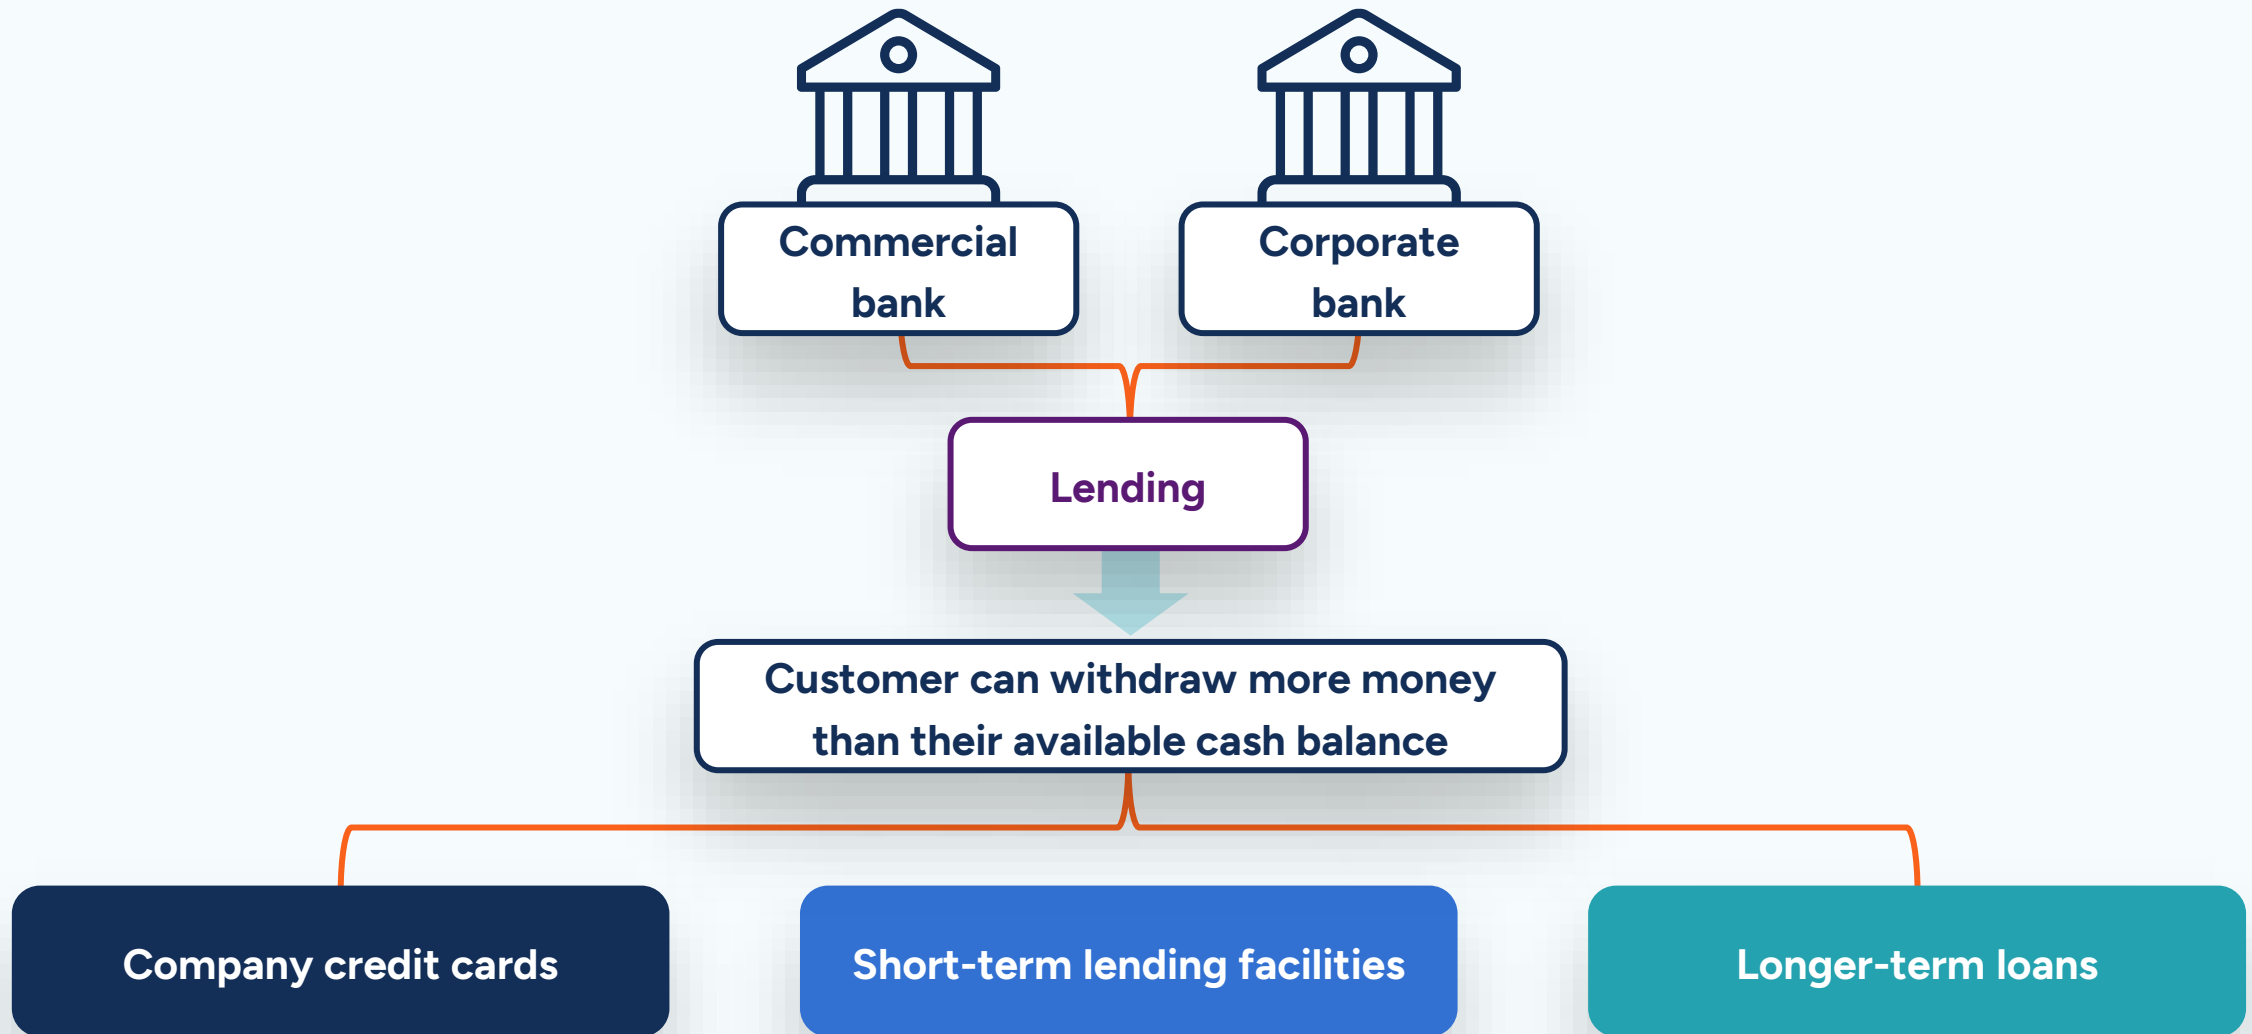 Commercial
bank
Corporate
bank
Lending
Customer can withdraw more money
than their available cash balance
Company credit cards
Short-term lending facilities
Longer-term loans